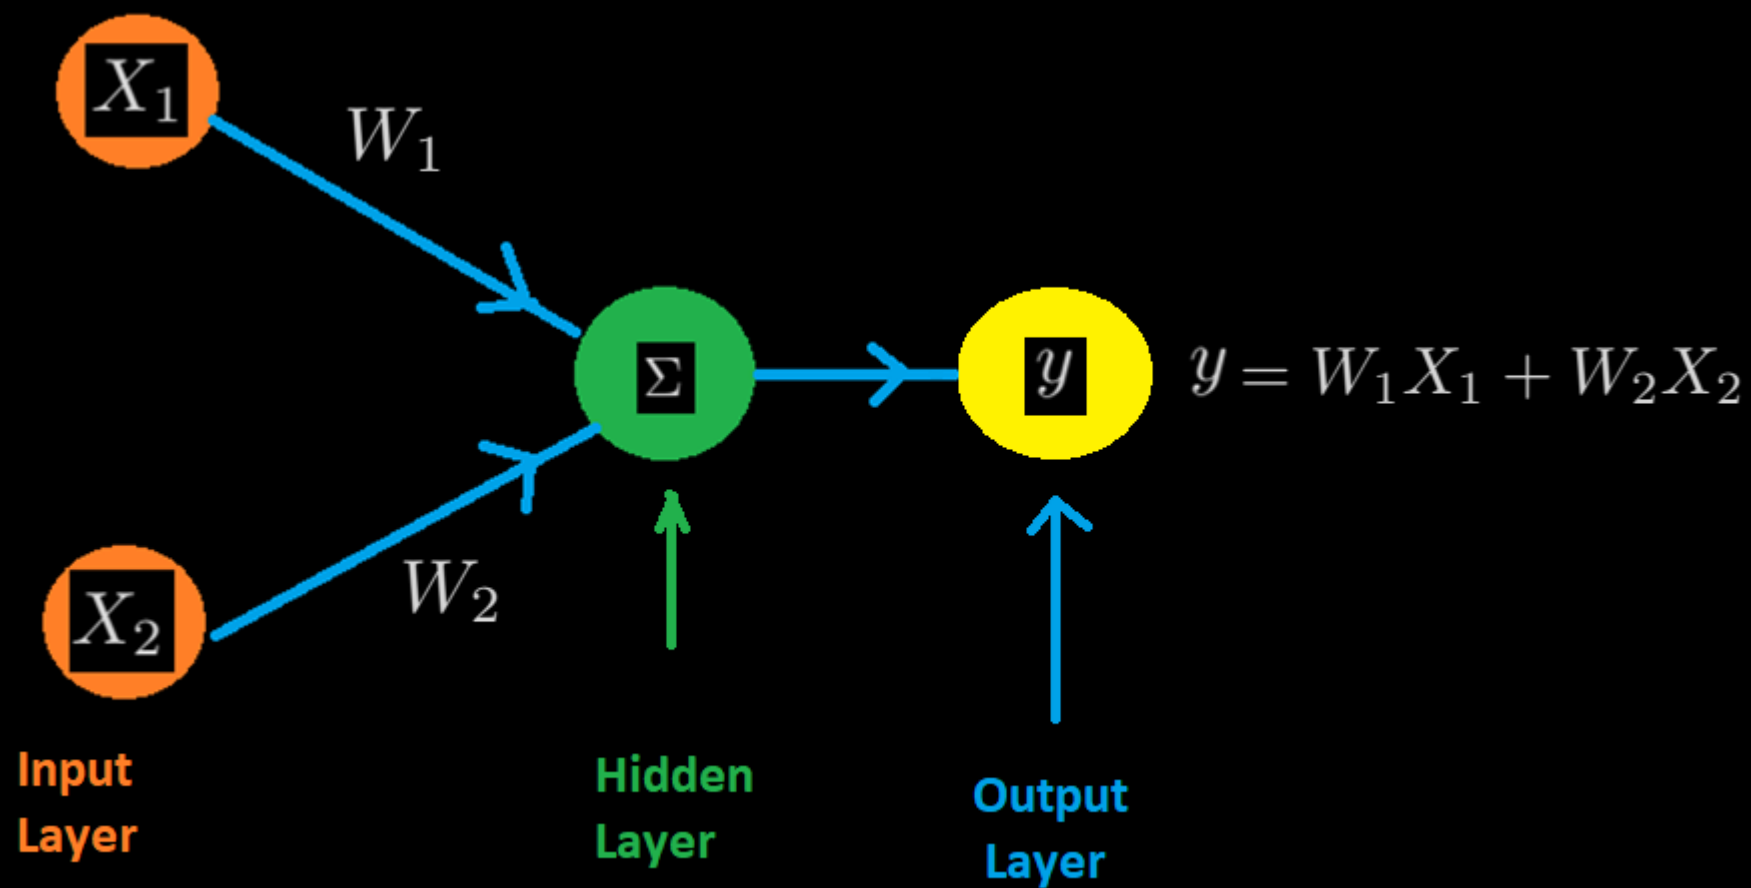 X₁
W₁
Σ
y
y = W₁X₁ + W₂X₂
W₂
X₂
Input
Layer
Hidden
Layer
Output
Layer